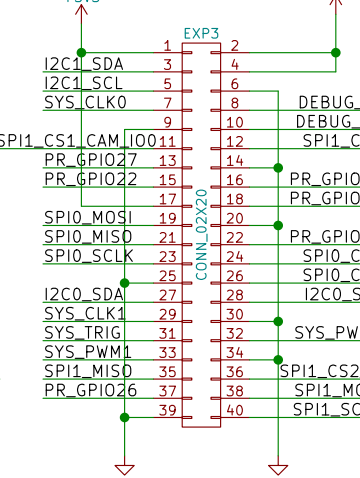 EXP3
1 2
I2C1_SDA 3 4
I2C1_SCL 5 6
SYS_CLK0 7 8 DEBUG_
9 10 DEBUG_
SPI1_CS1_CAM_IO0 11 12 SPI1_C
PR_GPIO27 13 14
PR_GPIO22 15 16 PR_GPIO
17 18 PR_GPIO
SPI0_MOSI 19 20
SPI0_MISO 21 22 PR_GPIO
SPI0_SCLK 23 24 SPI0_C
25 26 SPI0_C
I2C0_SDA 27 28 I2C0_S
SYS_CLK1 29 30
SYS_TRIG 31 32 SYS_PW
SYS_PWM1 33 34
SPI1_MISO 35 36 SPI1_CS2
PR_GPIO26 37 38 SPI1_MO
39 40 SPI1_SC
CONN_02X20